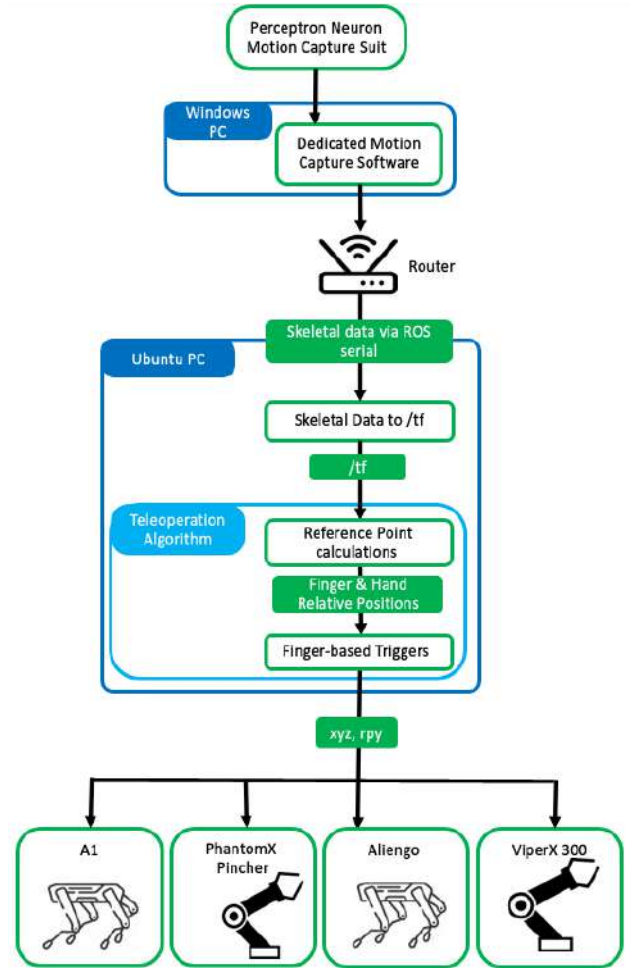 Perceptron Neuron
Motion Capture Suit
Windows
PC
Dedicated Motion
Capture Software
Router
Skeletal data via ROS
serial
Ubuntu PC
Skeletal Data to /tf
/tf
Teleoperation
Algorithm
Reference Point
calculations
Finger & Hand
Relative Positions
Finger-based Triggers
xyz, rpy
A1
PhantomX
Pincher
Aliengo
ViperX 300